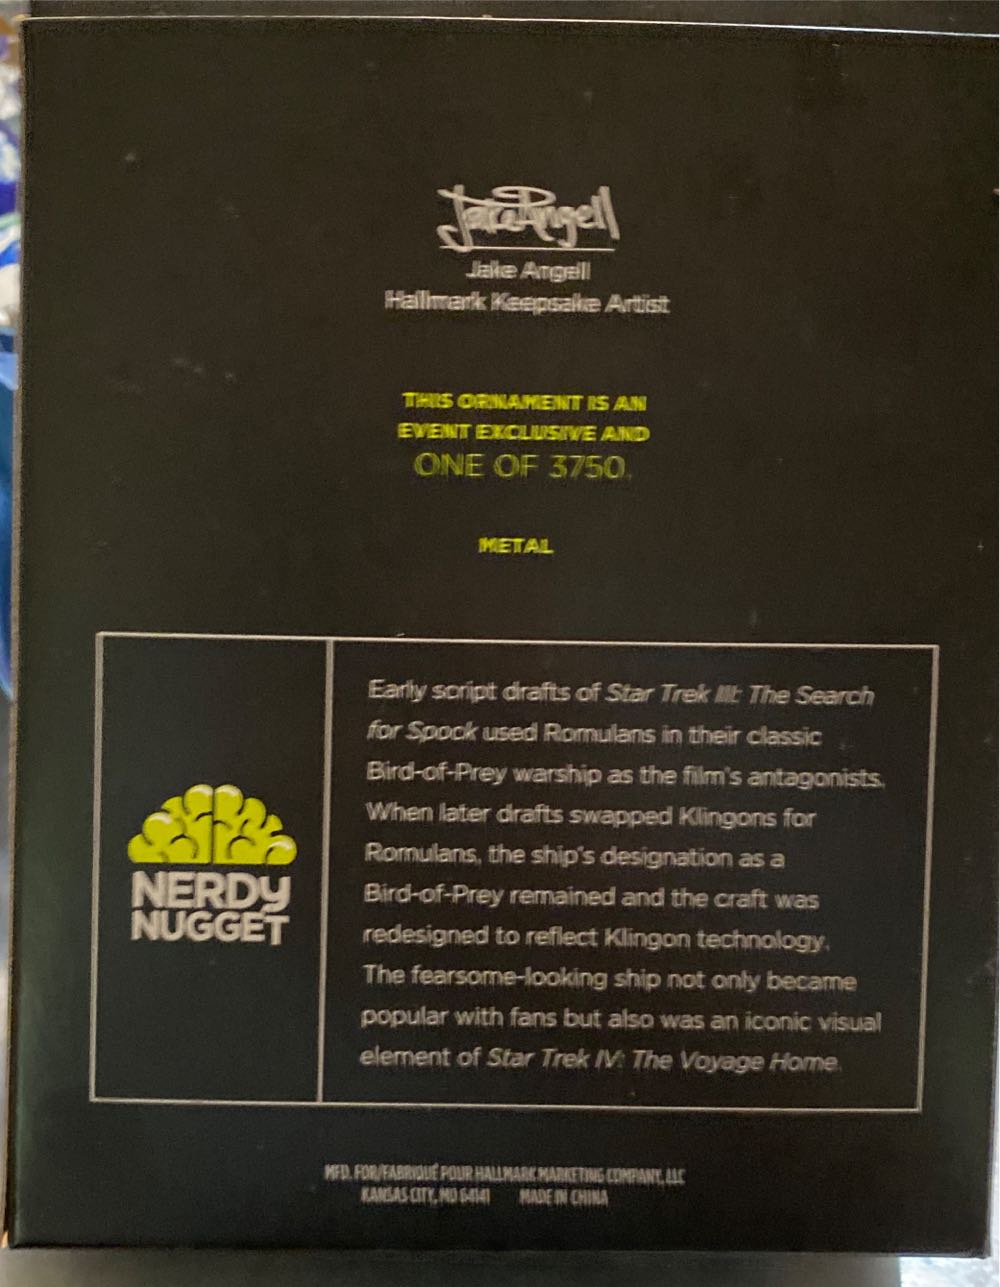 Jake Angell
Jake Angell
Hallmark Keepsake Artist
THIS ORNAMENT IS AN
EVENT EXCLUSIVE AND
ONE OF 3750.
METAL
NERDY
NUGGET
Early script drafts of Star Trek III: The Search
for Spock used Romulans in their classic
Bird-of-Prey warship as the film's antagonists.
When later drafts swapped Klingons for
Romulans, the ship's designation as a
Bird-of-Prey remained and the craft was
redesigned to reflect Klingon technology.
The fearsome-looking ship not only became
popular with fans but also was an iconic visual
element of Star Trek IV: The Voyage Home.
MFD. FOR/FABRIQUÉ POUR HALLMARK MARKETING COMPANY, LLC
KANSAS CITY, MO 64141 MADE IN CHINA